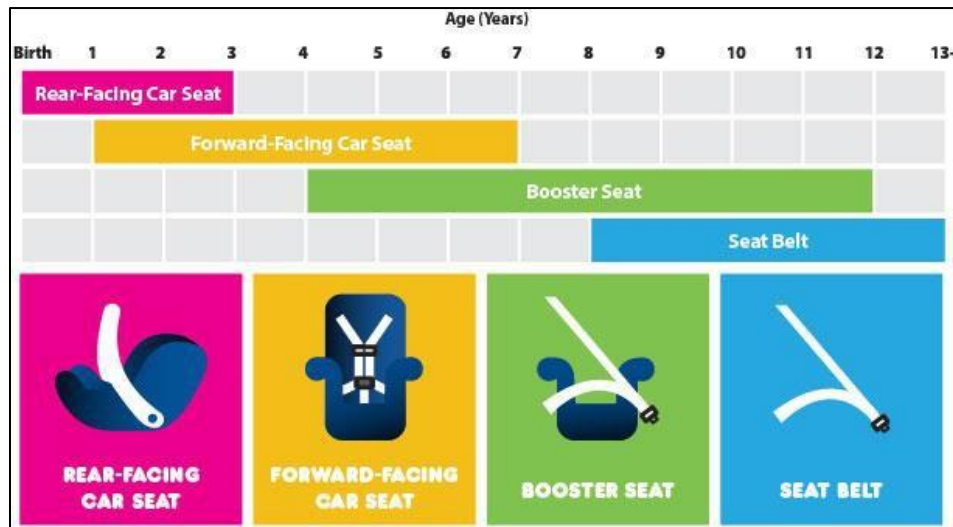 Age (Years)
Birth 1 2 3 4 5 6 7 8 9 10 11 12 13-
Rear-Facing Car Seat
Forward-Facing Car Seat
Booster Seat
Seat Belt
REAR-FACING
CAR SEAT
FORWARD-FACING
CAR SEAT
BOOSTER SEAT
SEAT BELT